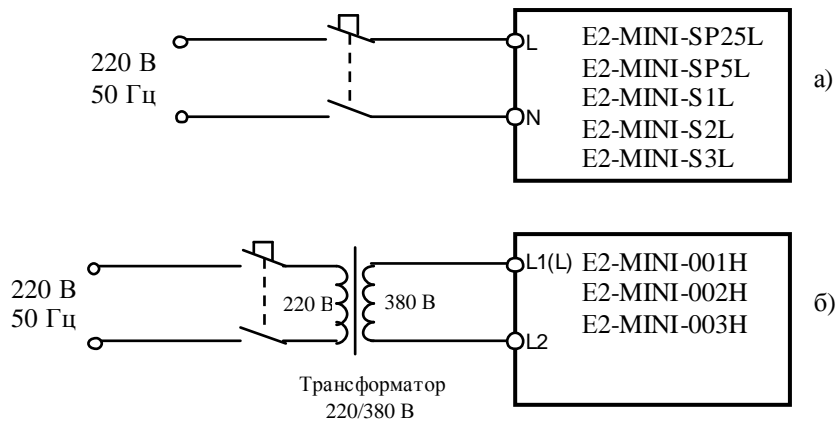 220 В
50 Гц
L
N
E2-MINI-SP25L
E2-MINI-SP5L
E2-MINI-S1L
E2-MINI-S2L
E2-MINI-S3L
а)
220 В
50 Гц
220 В
380 В
Трансформатор
220/380 В
L1(L)
L2
E2-MINI-001H
E2-MINI-002H
E2-MINI-003H
б)